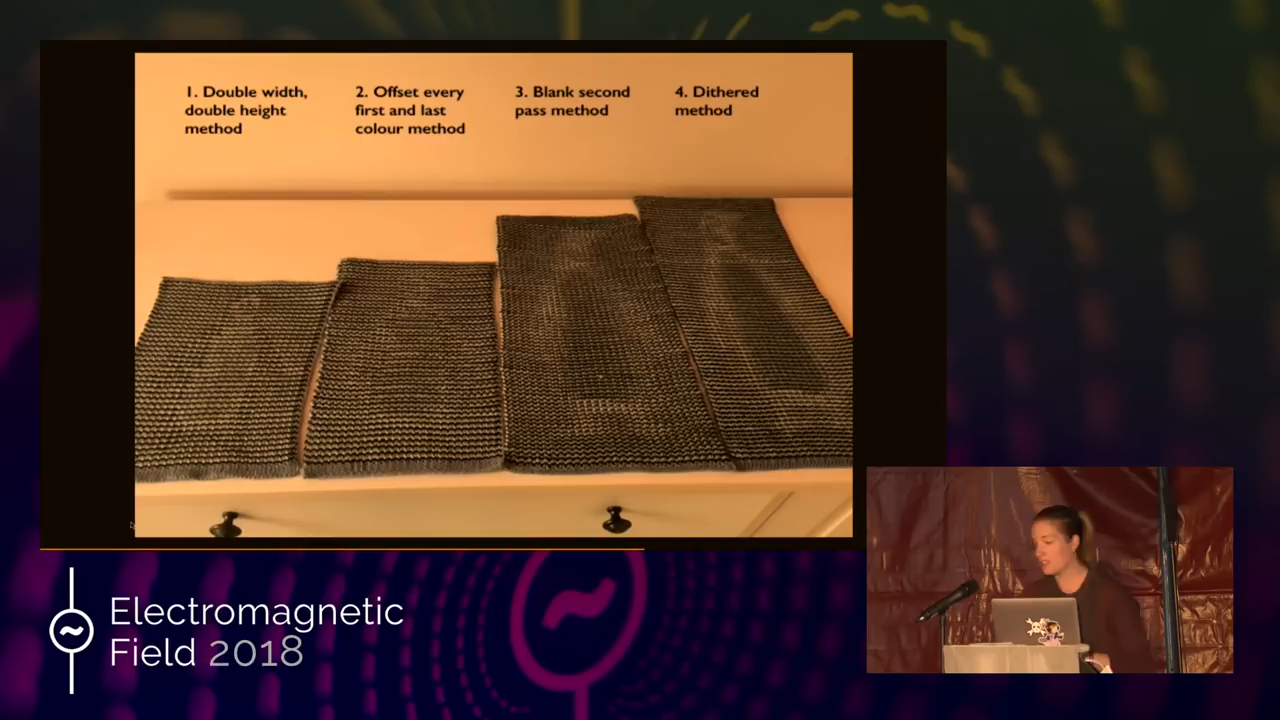 1. Double width,
double height
method
2. Offset every
first and last
colour method
3. Blank second
pass method
4. Dithered
method
Electromagnetic
Field 2018